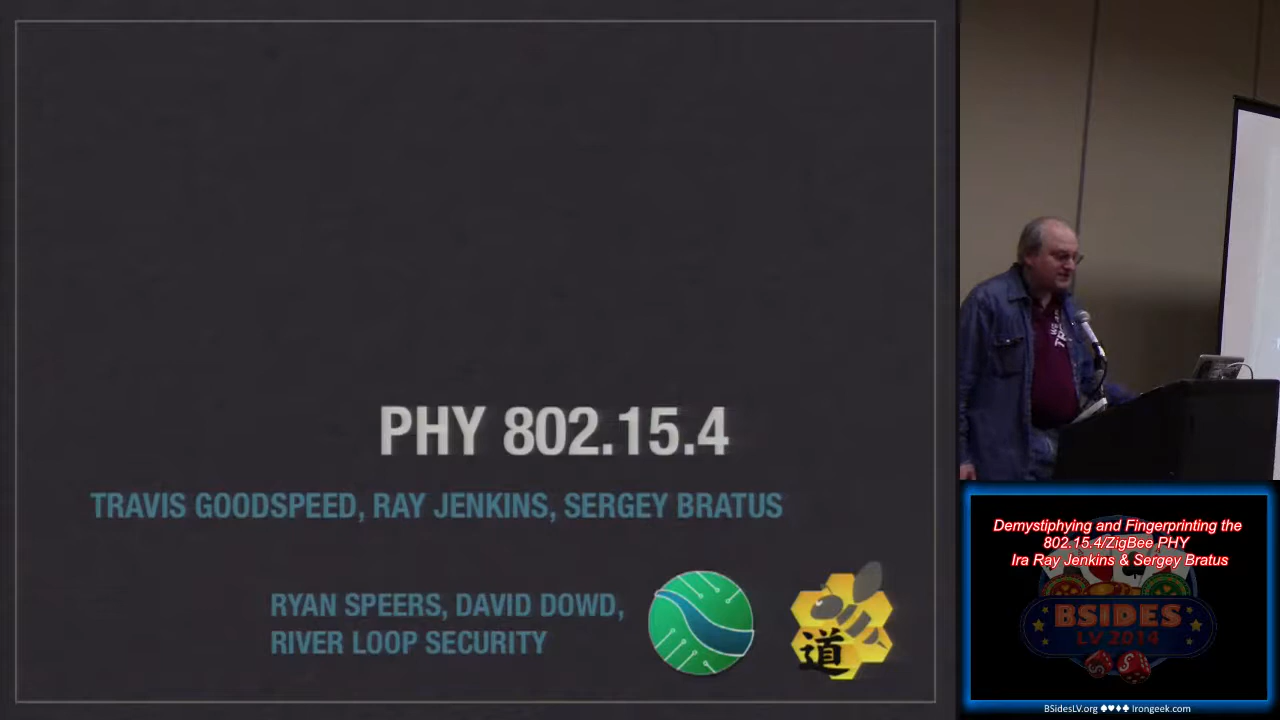 PHY 802.15.4
TRAVIS GOODSPEED, RAY JENKINS, SERGEY BRATUS
RYAN SPEERS, DAVID DOWD,
RIVER LOOP SECURITY
道
Demystiphying and Fingerprinting the
802.15.4/ZigBee PHY
Ira Ray Jenkins & Sergey Bratus
BSIDES
LV 2014
BSidesLV.org ♠♥♦♣ Irongeek.com